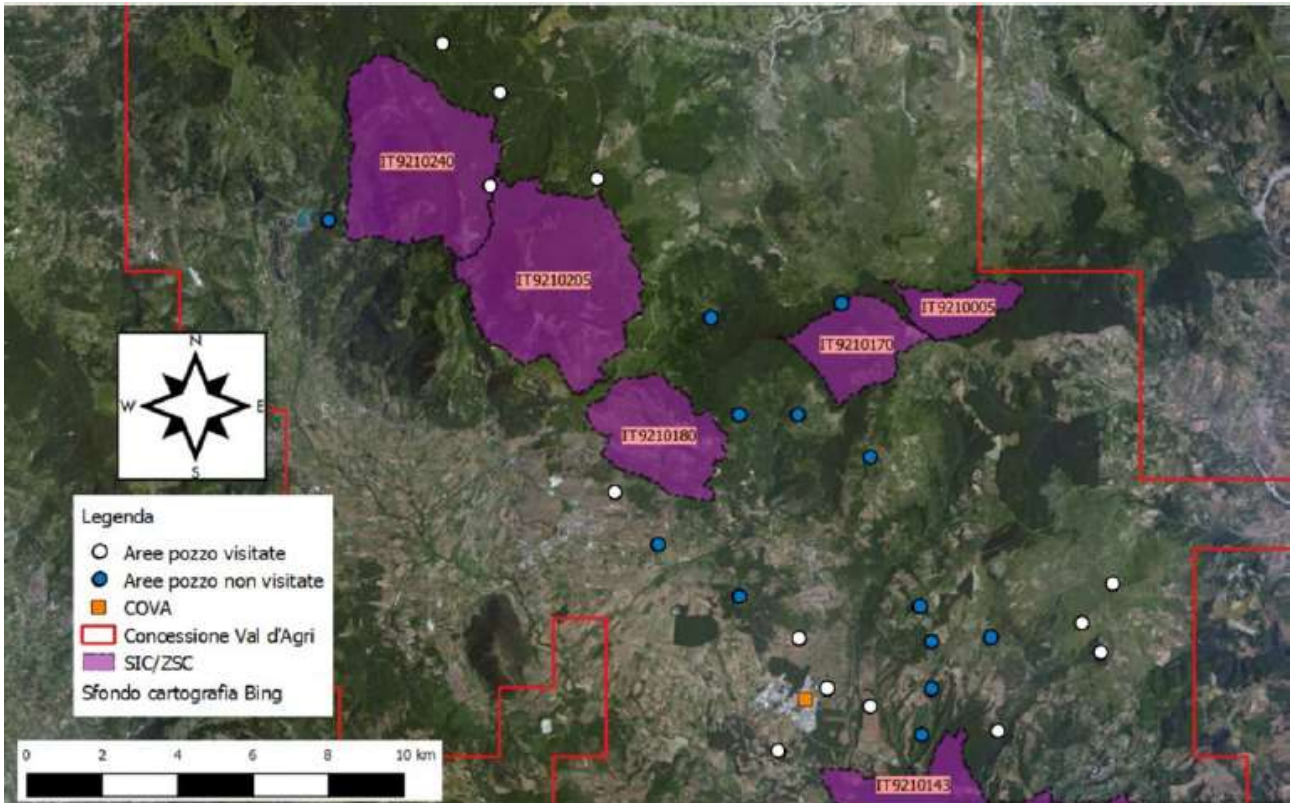 IT9210240
IT9210205
IT9210005
IT9210170
IT9210180
N
W E
S
Legenda
Aree pozzo visitate
Aree pozzo non visitate
COVA
Concessione Val d'Agri
SIC/ZSC
Sfondo cartografia Bing
0 2 4 6 8 10 km
IT9210143